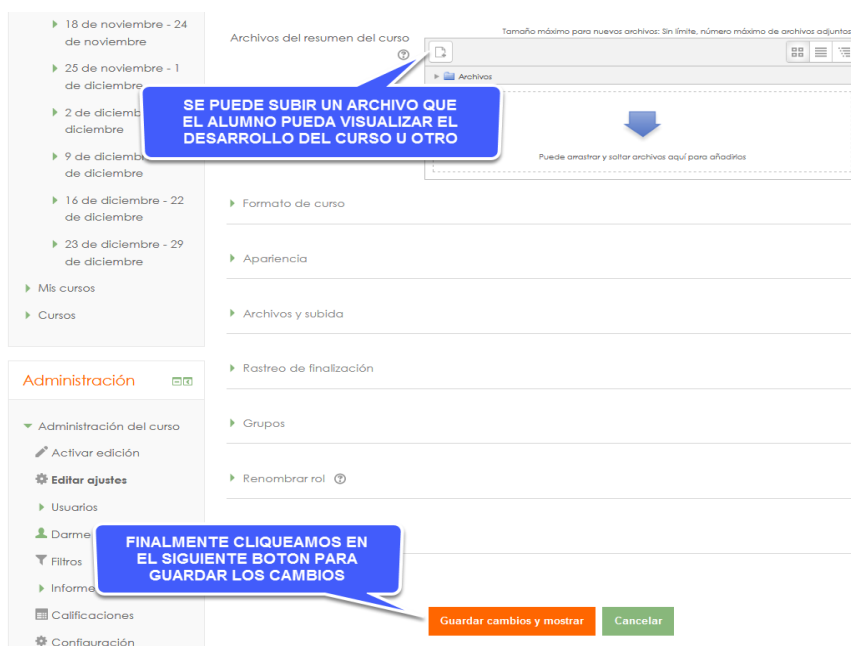 18 de noviembre - 24
de noviembre
25 de noviembre - 1
de diciembre
2 de diciemb
diciembre
9 de diciemb
de diciembre
16 de diciembre - 22
de diciembre
23 de diciembre - 29
de diciembre
Mis cursos
Cursos
Administración
Administración del curso
Activar edición
Editar ajustes
Usuarios
Darme
Filtros
Informe
Calificaciones
Configuración
Archivos del resumen del curso
Tamaño máximo para nuevos archivos: Sin límite, número máximo de archivos adjuntos
Archivos
SE PUEDE SUBIR UN ARCHIVO QUE
EL ALUMNO PUEDA VISUALIZAR EL
DESARROLLO DEL CURSO U OTRO
Puede arrastrar y soltar archivos aquí para añadirlos
Formato de curso
Apariencia
Archivos y subida
Rastreo de finalización
Grupos
Renombrar rol
FINALMENTE CLIQUEAMOS EN
EL SIGUIENTE BOTON PARA
GUARDAR LOS CAMBIOS
Guardar cambios y mostrar
Cancelar